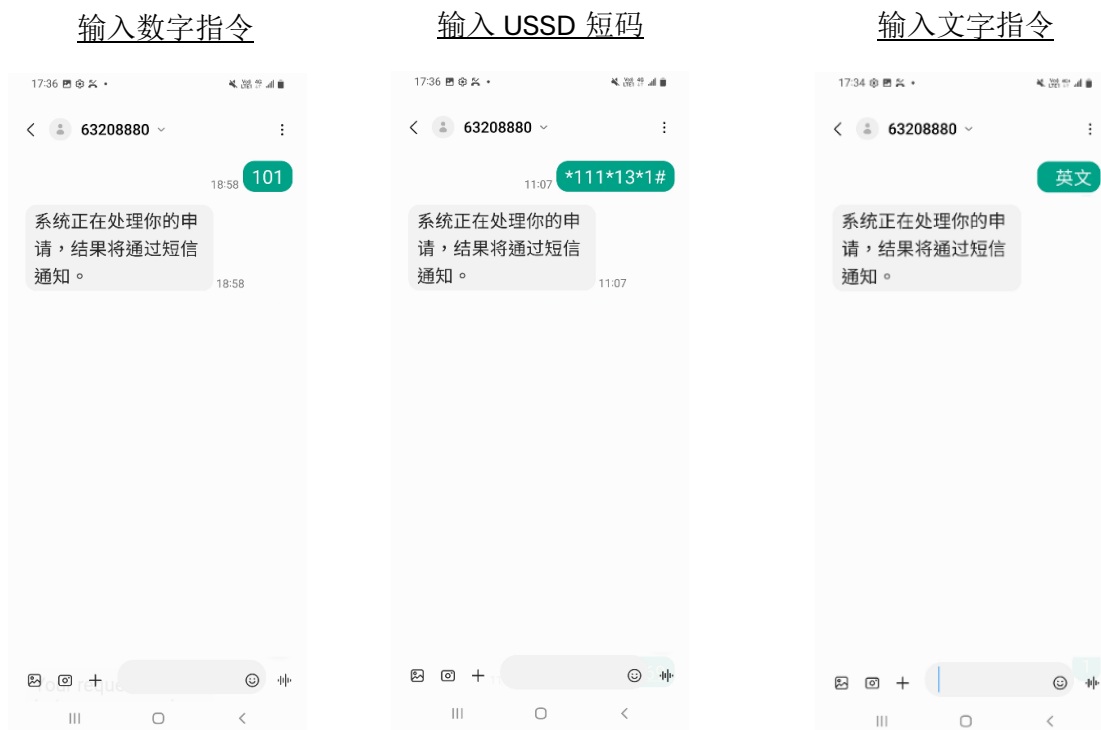 输入数字指令
17:36
63208880
18:58 101
系统正在处理你的申
请，结果将通过短信
通知。 18:58
输入 USSD 短码
17:36
63208880
11:07 *111*13*1#
系统正在处理你的申
请，结果将通过短信
通知。 11:07
输入文字指令
17:34
63208880
英文
系统正在处理你的申
请，结果将通过短信
通知。